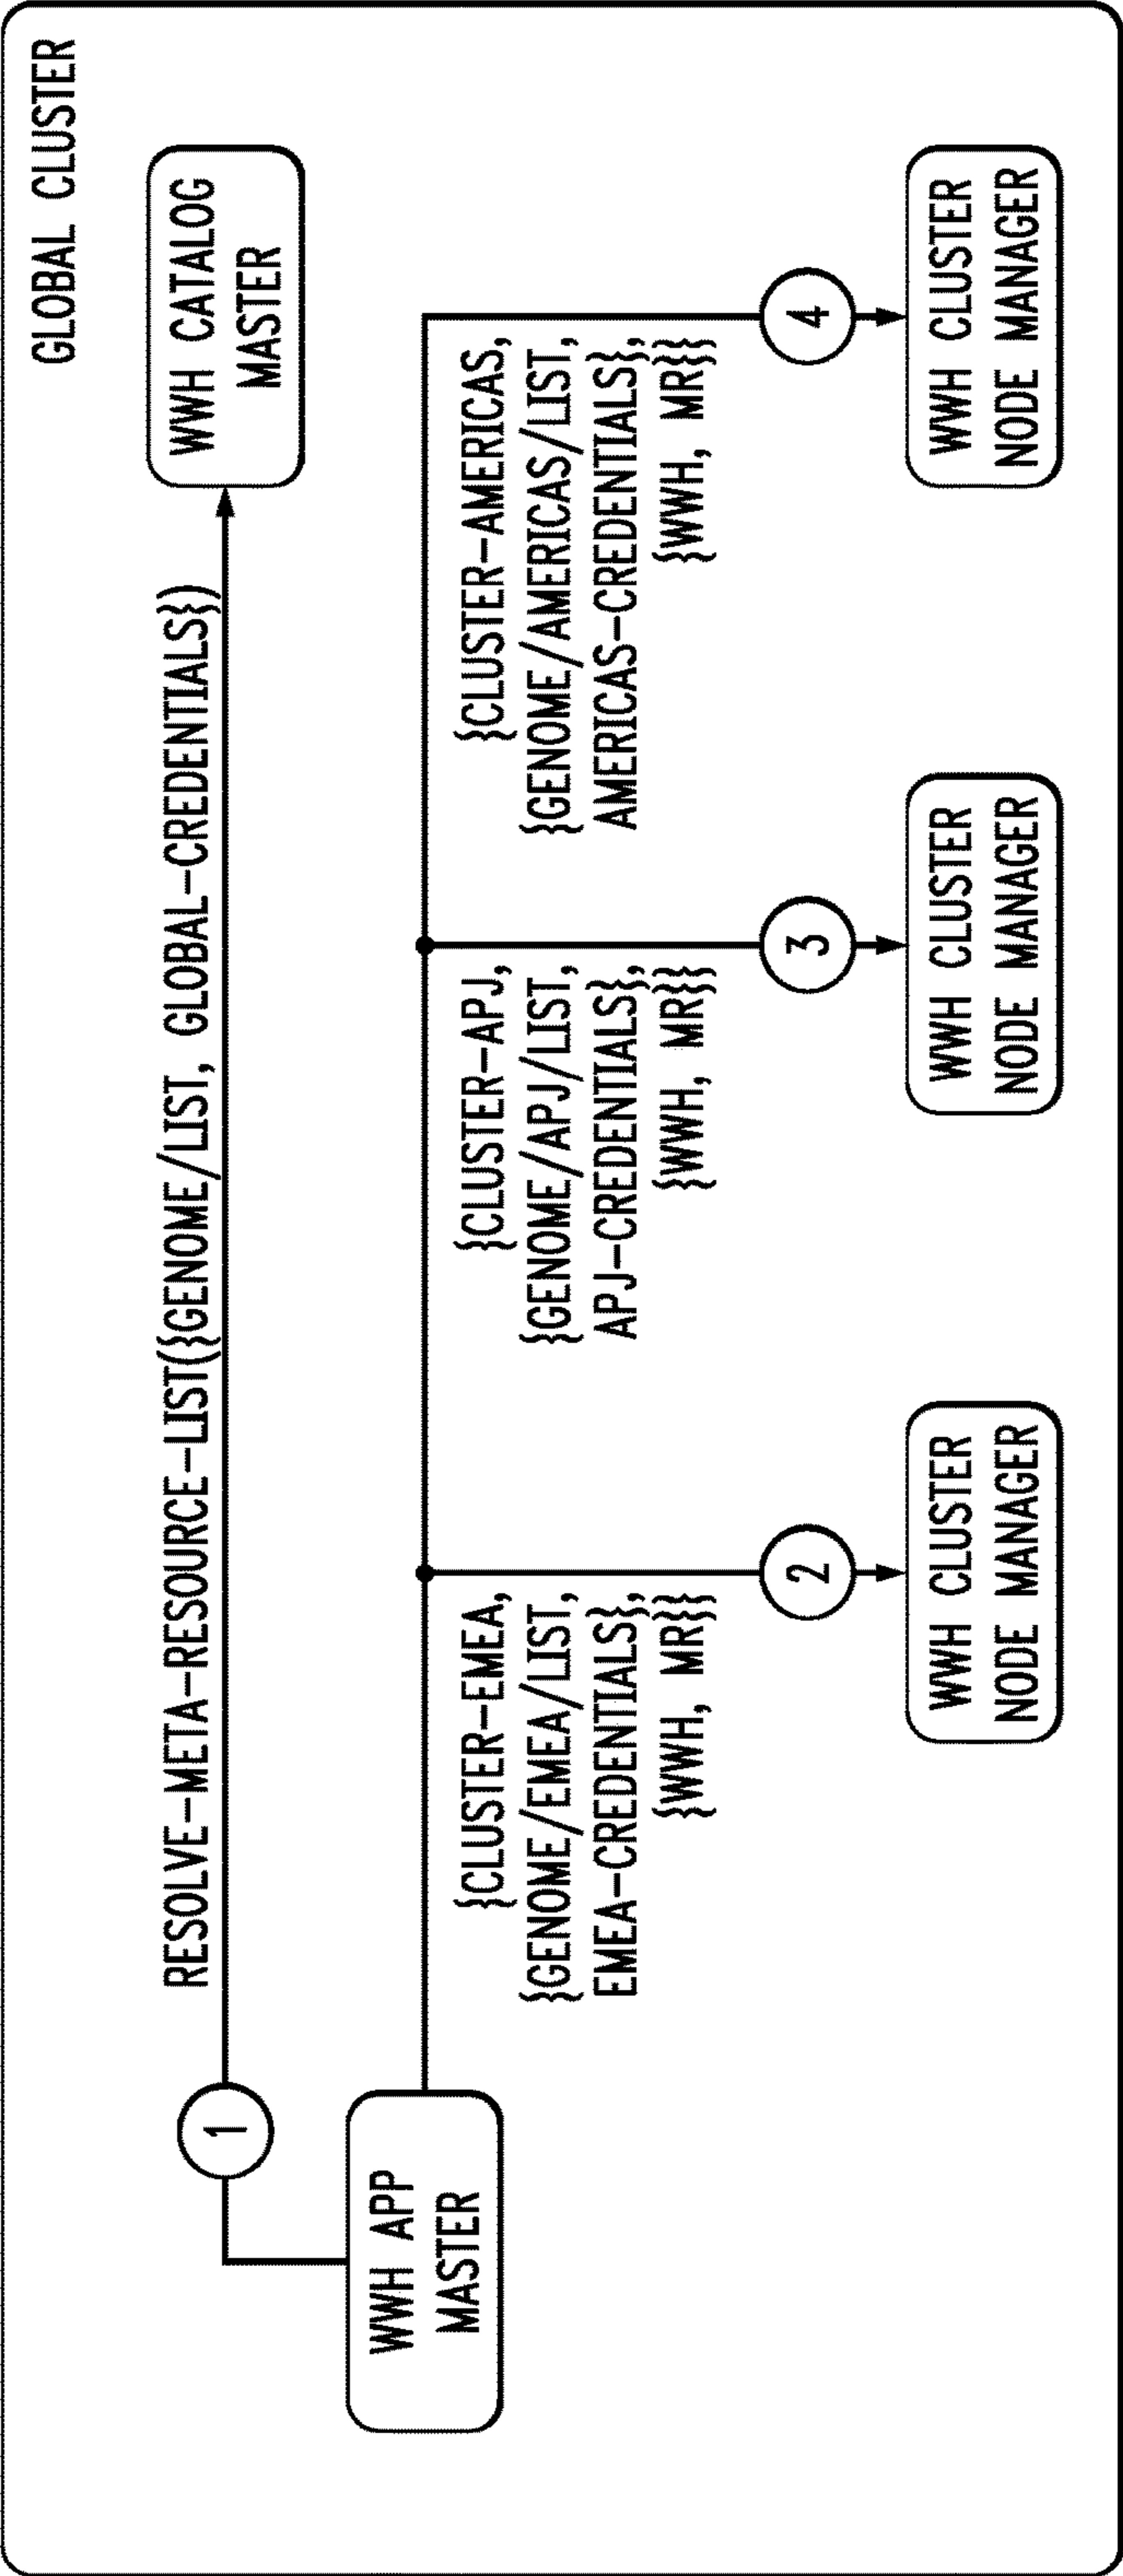 GLOBAL CLUSTER
RESOLVE-META-RESOURCE-LIST({GENOME/LIST, GLOBAL-CREDENTIALS})
1
WWH CATALOG
MASTER
WWH APP
MASTER
{CLUSTER-EMEA,
{GENOME/EMEA/LIST,
EMEA-CREDENTIALS},
{WWH, MR}}
2
WWH CLUSTER
NODE MANAGER
{CLUSTER-APJ,
{GENOME/APJ/LIST,
APJ-CREDENTIALS},
{WWH, MR}}
3
WWH CLUSTER
NODE MANAGER
{CLUSTER-AMERICAS,
{GENOME/AMERICAS/LIST,
AMERICAS-CREDENTIALS},
{WWH, MR}}
4
WWH CLUSTER
NODE MANAGER